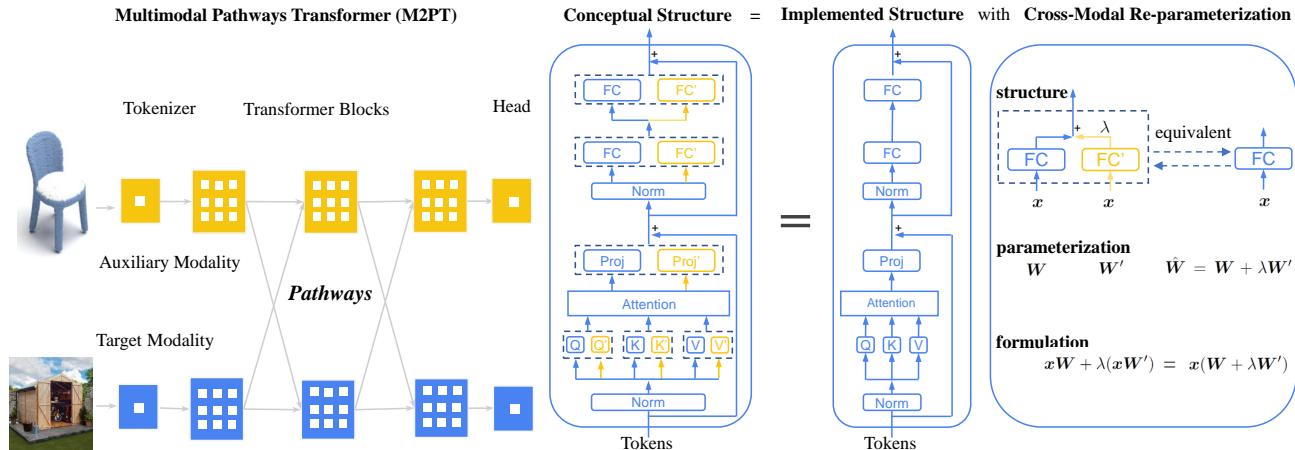 Multimodal Pathways Transformer (M2PT)
Tokenizer
Transformer Blocks
Head
Auxiliary Modality
Pathways
Target Modality
Conceptual Structure = Implemented Structure with Cross-Modal Re-parameterization
+
FC FC'
FC FC'
Norm
+
Proj Proj'
Attention
Q Q' K K' V V'
Norm
Tokens
=
+
FC
FC
Norm
+
Proj
Attention
Q K V
Norm
Tokens
structure
+ λ
equivalent
FC FC' FC
x x x
parameterization
W W' Ŵ = W + λW'
formulation
xW + λ(xW') = x(W + λW')